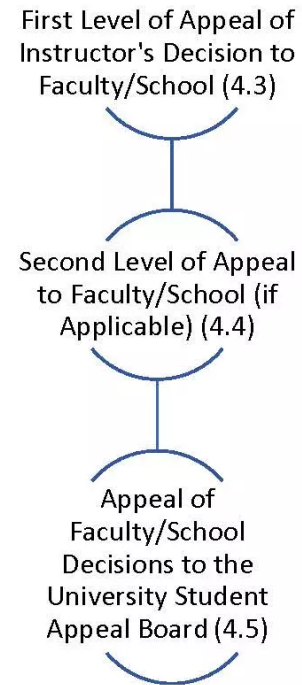 First Level of Appeal of
Instructor's Decision to
Faculty/School (4.3)
Second Level of Appeal
to Faculty/School (if
Applicable) (4.4)
Appeal of
Faculty/School
Decisions to the
University Student
Appeal Board (4.5)